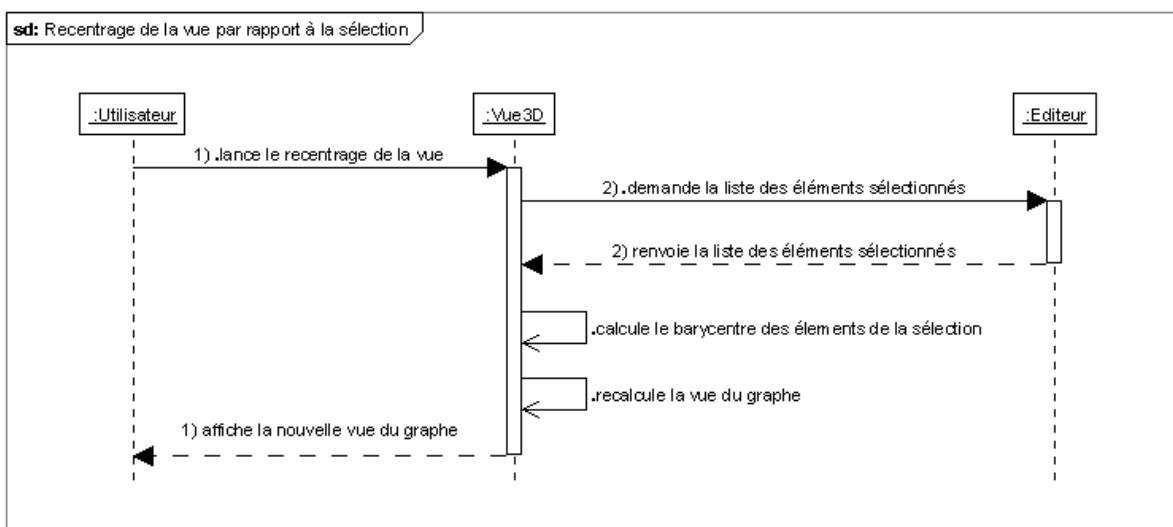 sd: Recentrage de la vue par rapport à la sélection
:Utilisateur
:Vue3D
:Editeur
1) .lance le recentrage de la vue
2) .demande la liste des éléments sélectionnés
2) renvoie la liste des éléments sélectionnés
.calcule le barycentre des élements de la sélection
.recalcule la vue du graphe
1) affiche la nouvelle vue du graphe